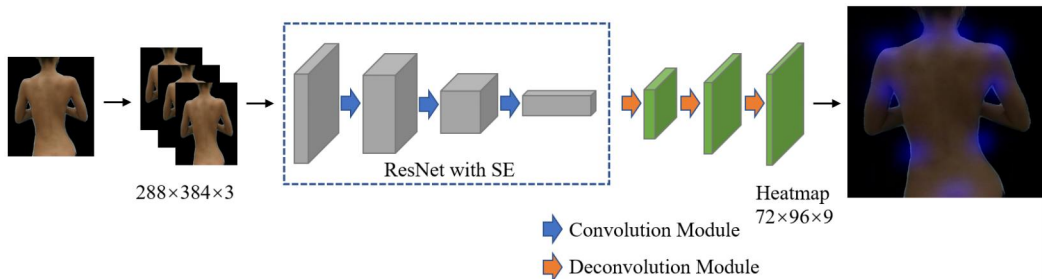 288×384×3
ResNet with SE
Heatmap
72×96×9
Convolution Module
Deconvolution Module